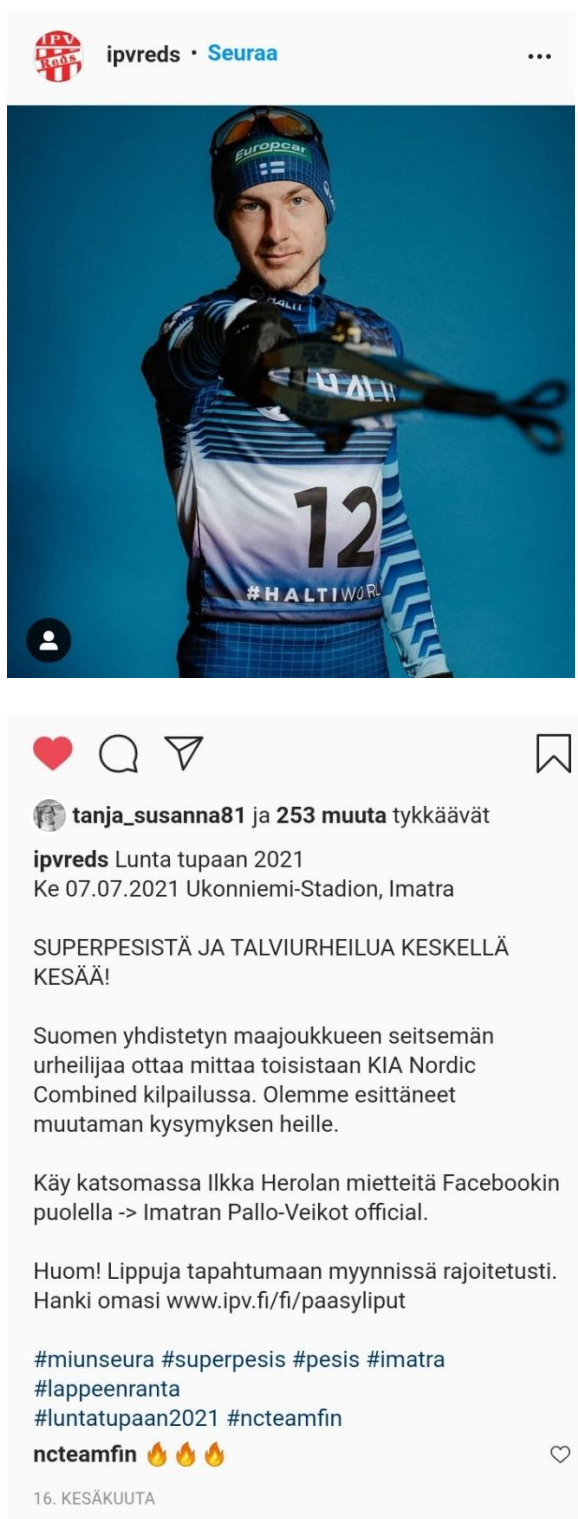 IPV
Reds
ipvreds • Seuraa
Europcar
HALTI
HALTI
12
#HALTIWORL
tanja_susanna81 ja 253 muuta tykkäävät
ipvreds Lunta tupaan 2021
Ke 07.07.2021 Ukonniemi-Stadion, Imatra
SUPERPESISTÄ JA TALVIURHEILUA KESKELLÄ
KESÄÄ!
Suomen yhdistetyn maajoukkueen seitsemän
urheilijaa ottaa mittaa toisistaan KIA Nordic
Combined kilpailussa. Olemme esittäneet
muutaman kysymyksen heille.
Käy katsomassa Ilkka Herolan mietteitä Facebookin
puolella -> Imatran Pallo-Veikot official.
Huom! Lippuja tapahtumaan myynnissä rajoitetusti.
Hanki omasi www.ipv.fi/fi/paasyliput
#miunseura #superpesis #pesis #imatra
#lappeenranta
#luntatupaan2021 #ncteamfin
ncteamfin 🔥🔥🔥
16. KESÄKUUTA